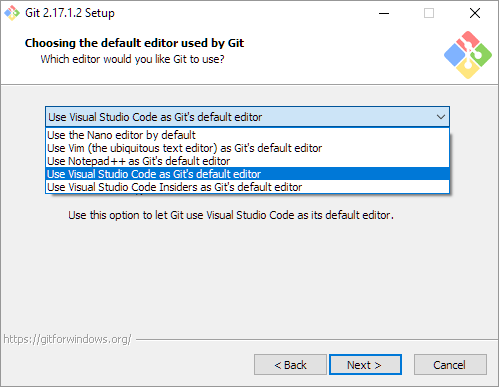 Git 2.17.1.2 Setup
Choosing the default editor used by Git
Which editor would you like Git to use?
Use Visual Studio Code as Git's default editor
Use the Nano editor by default
Use Vim (the ubiquitous text editor) as Git's default editor
Use Notepad++ as Git's default editor
Use Visual Studio Code as Git's default editor
Use Visual Studio Code Insiders as Git's default editor
Use this option to let Git use Visual Studio Code as its default editor.
https://gitforwindows.org/
< Back
Next >
Cancel